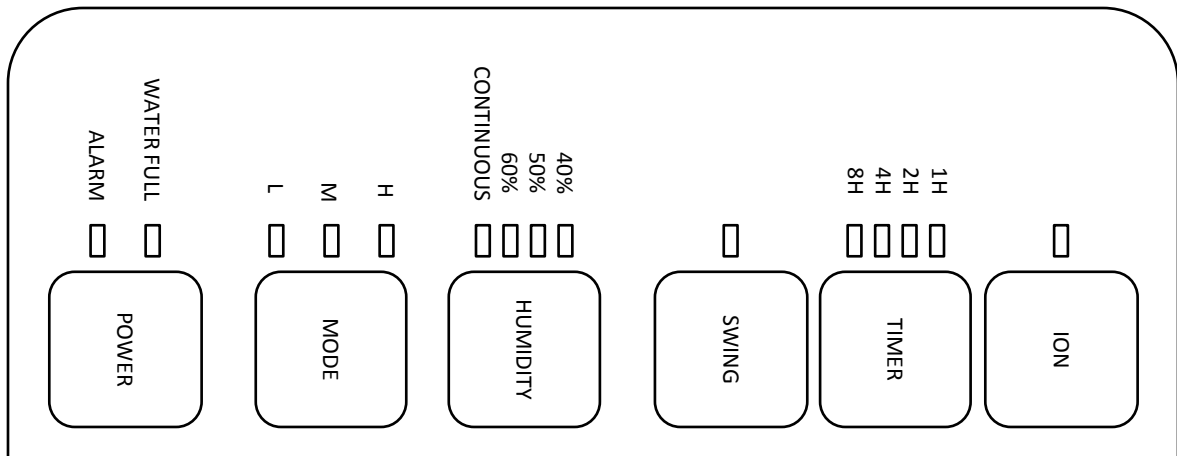 ALARM
WATER FULL
POWER
L
M
H
MODE
CONTINUOUS
60%
50%
40%
HUMIDITY
SWING
8H
4H
2H
1H
TIMER
ION